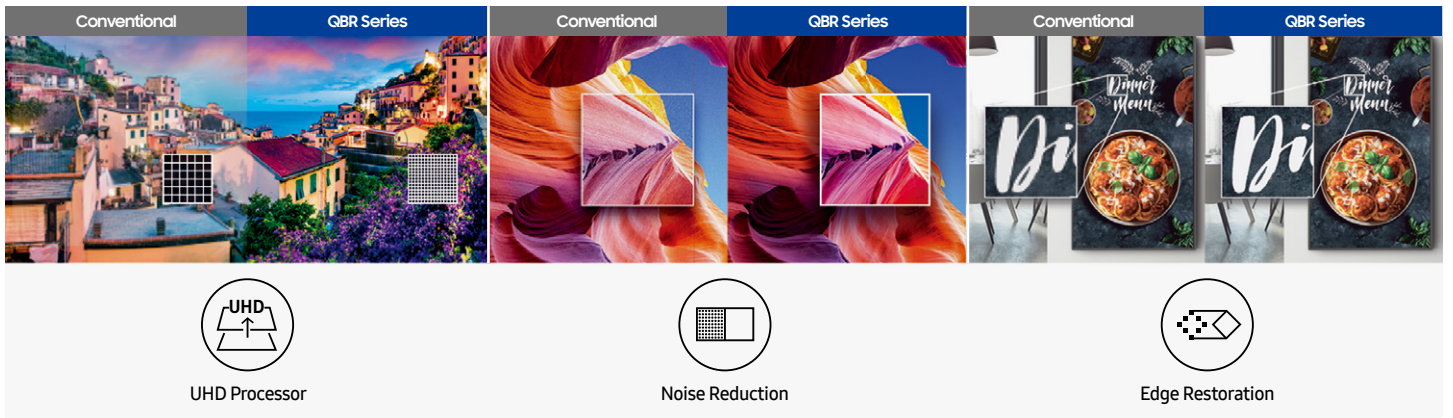 Conventional
QBR Series
Conventional
QBR Series
Conventional
QBR Series
Dinner
Menu
Di
Dinner
Menu
Di
UHD
UHD Processor
Noise Reduction
Edge Restoration